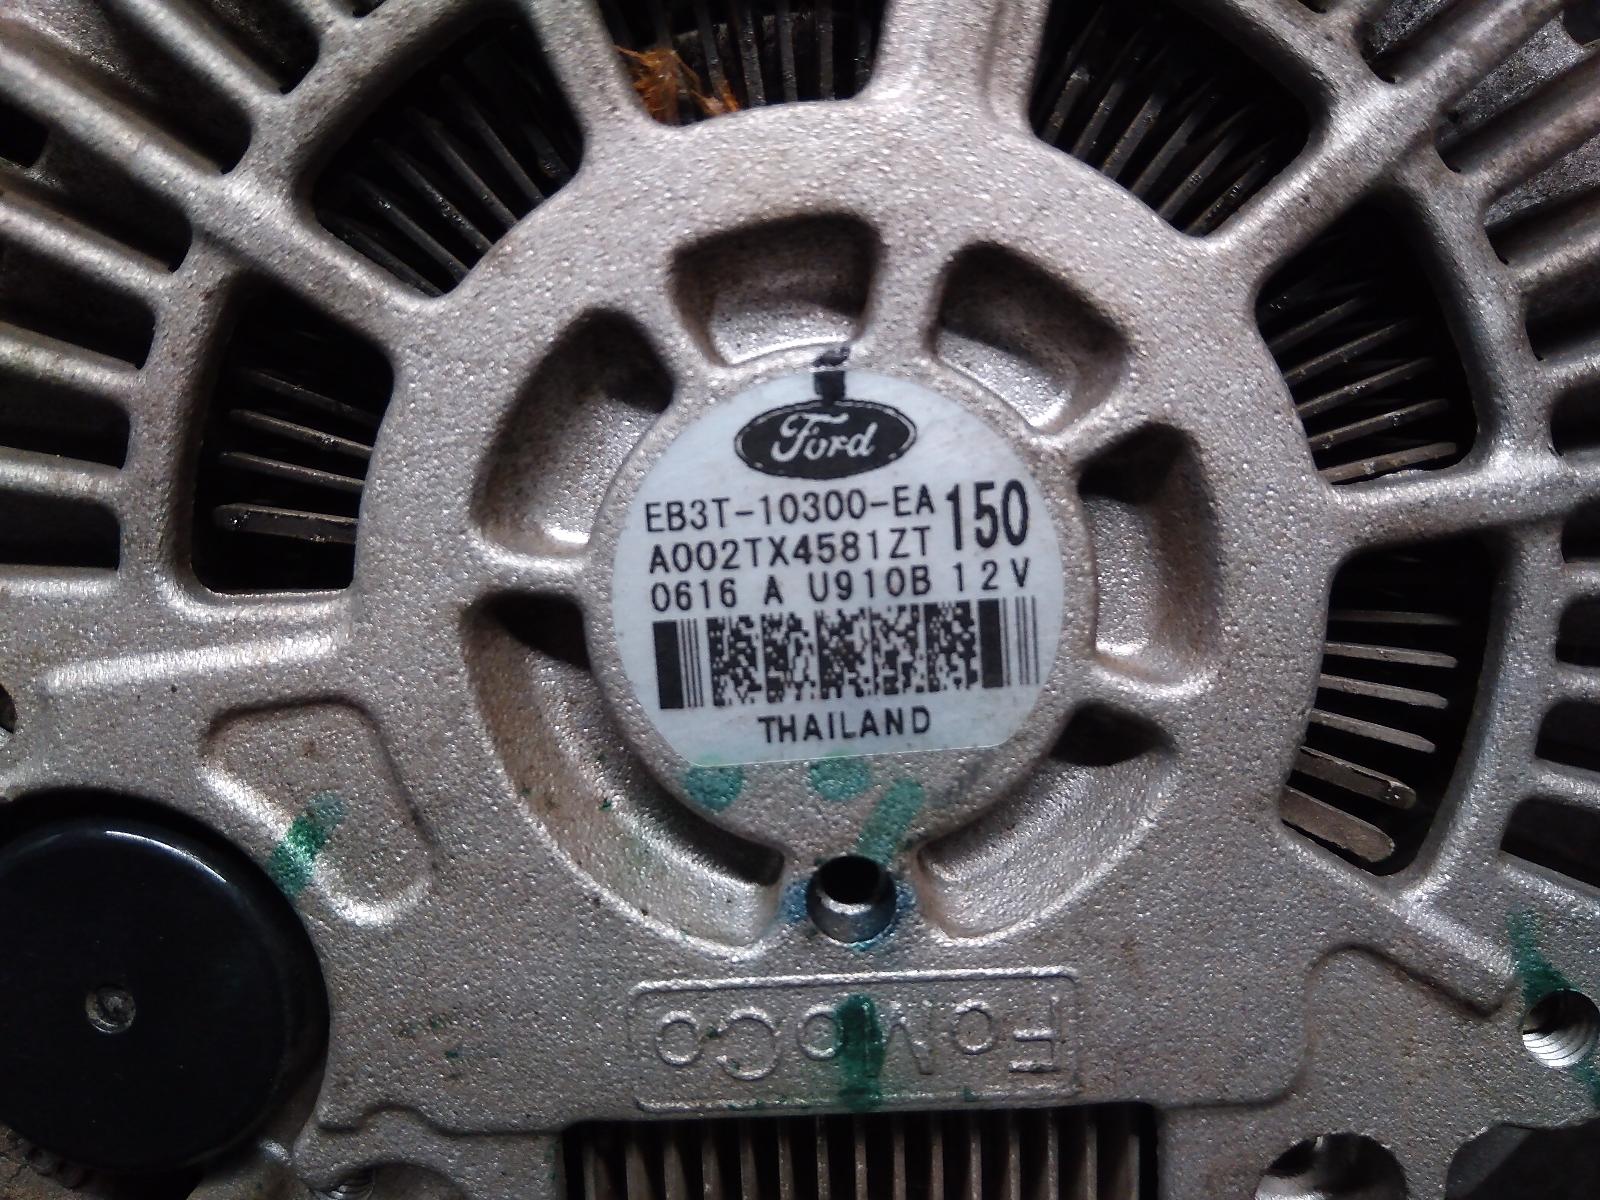 Ford
EB3T-10300-EA 150
A002TX4581ZT
0616 A U910B 12V
THAILAND
FoMoCo